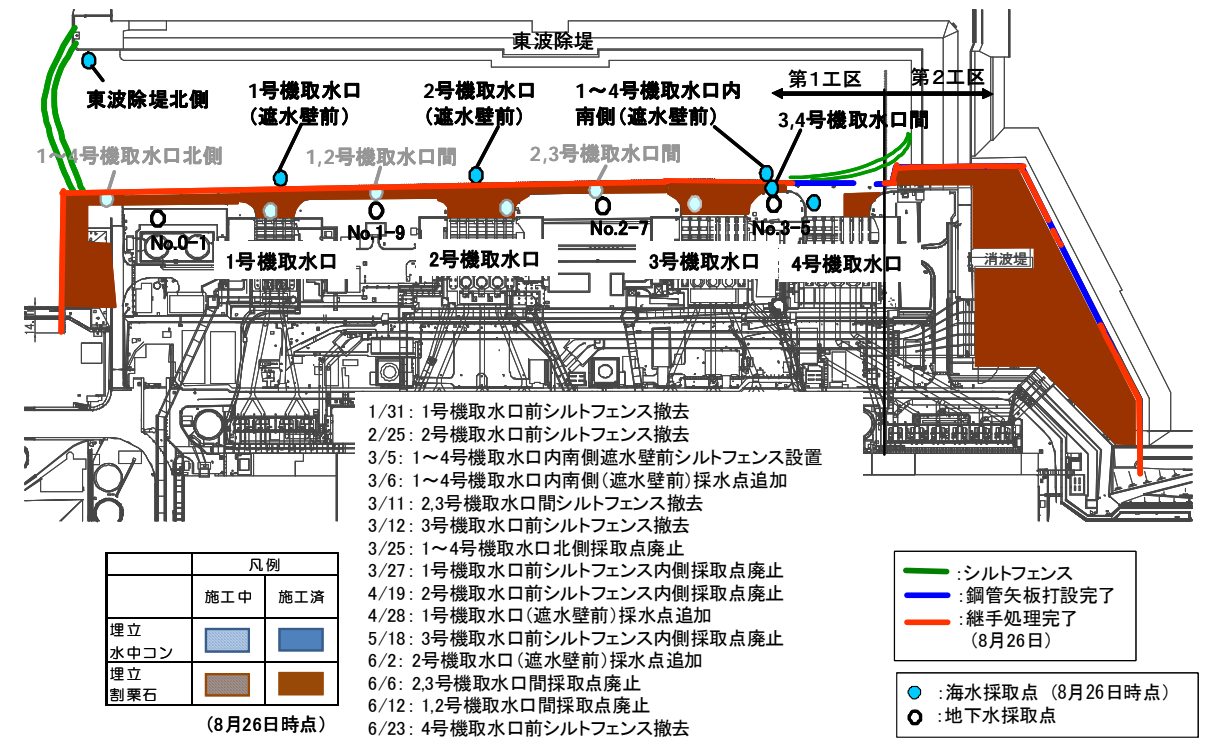 東波除堤
第1工区
第2工区
東波除堤北側
1号機取水口
(遮水壁前)
2号機取水口
(遮水壁前)
1～4号機取水口内
南側(遮水壁前)
3,4号機取水口間
1～4号機取水口北側
1,2号機取水口間
2,3号機取水口間
No.0-1
No.1-9
No.2-7
No.3-5
1号機取水口
2号機取水口
3号機取水口
4号機取水口
消波堤
1/31: 1号機取水口前シルトフェンス撤去
2/25: 2号機取水口前シルトフェンス撤去
3/5: 1～4号機取水口内南側遮水壁前シルトフェンス設置
3/6: 1～4号機取水口内南側(遮水壁前)採水点追加
3/11: 2,3号機取水口間シルトフェンス撤去
3/12: 3号機取水口前シルトフェンス撤去
3/25: 1～4号機取水口北側採取点廃止
3/27: 1号機取水口前シルトフェンス内側採取点廃止
4/19: 2号機取水口前シルトフェンス内側採取点廃止
4/28: 1号機取水口(遮水壁前)採水点追加
5/18: 3号機取水口前シルトフェンス内側採取点廃止
6/2: 2号機取水口(遮水壁前)採水点追加
6/6: 2,3号機取水口間採取点廃止
6/12: 1,2号機取水口間採取点廃止
6/23: 4号機取水口前シルトフェンス撤去
凡例
施工中 施工済
埋立
水中コン
埋立
割栗石
(8月26日時点)
:シルトフェンス
:鋼管矢板打設完了
:継手処理完了
(8月26日)
:海水採取点 (8月26日時点)
:地下水採取点